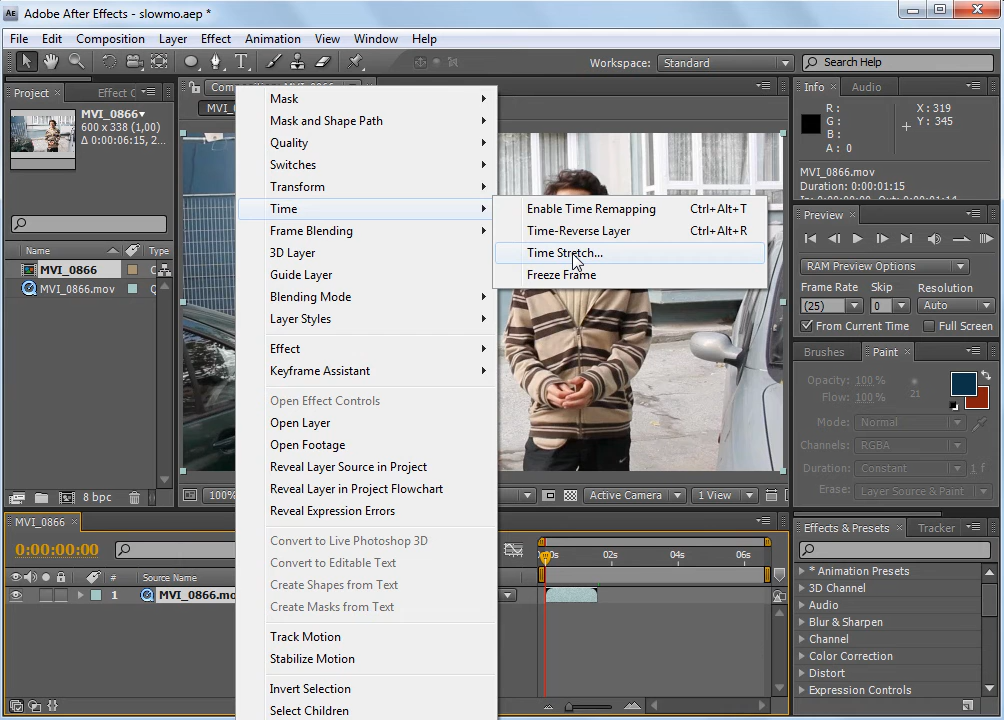 Adobe After Effects - slowmo.aep *
File Edit Composition Layer Effect Animation View Window Help
Workspace: Standard Search Help
Project Effect C
MVI_0866
600 x 338 (1,00)
Δ 0:00:06:15, 2...
Name Type
MVI_0866
MVI_0866.mov
8 bpc
MVI_
100%
Mask
Mask and Shape Path
Quality
Switches
Transform
Time
Frame Blending
3D Layer
Guide Layer
Blending Mode
Layer Styles
Effect
Keyframe Assistant
Open Effect Controls
Open Layer
Open Footage
Reveal Layer Source in Project
Reveal Layer in Project Flowchart
Reveal Expression Errors
Convert to Live Photoshop 3D
Convert to Editable Text
Create Shapes from Text
Create Masks from Text
Track Motion
Stabilize Motion
Invert Selection
Select Children
Enable Time Remapping Ctrl+Alt+T
Time-Reverse Layer Ctrl+Alt+R
Time Stretch...
Freeze Frame
Active Camera 1 View
Info Audio
R : X : 319
G : Y : 345
B :
A : 0
MVI_0866.mov
Duration: 0:00:01:15
Preview
RAM Preview Options
Frame Rate Skip Resolution
(25) 0 Auto
From Current Time Full Screen
Brushes Paint
Opacity: 100 %
Flow: 100 % 21
Mode: Normal
Channels: RGBA
Duration: Constant 1 f
Erase: Layer Source & Paint
Effects & Presets Tracker
* Animation Presets
3D Channel
Audio
Blur & Sharpen
Channel
Color Correction
Distort
Expression Controls
MVI_0866
0:00:00:00
# Source Name
1 MVI_0866.mo
02s 04s 06s